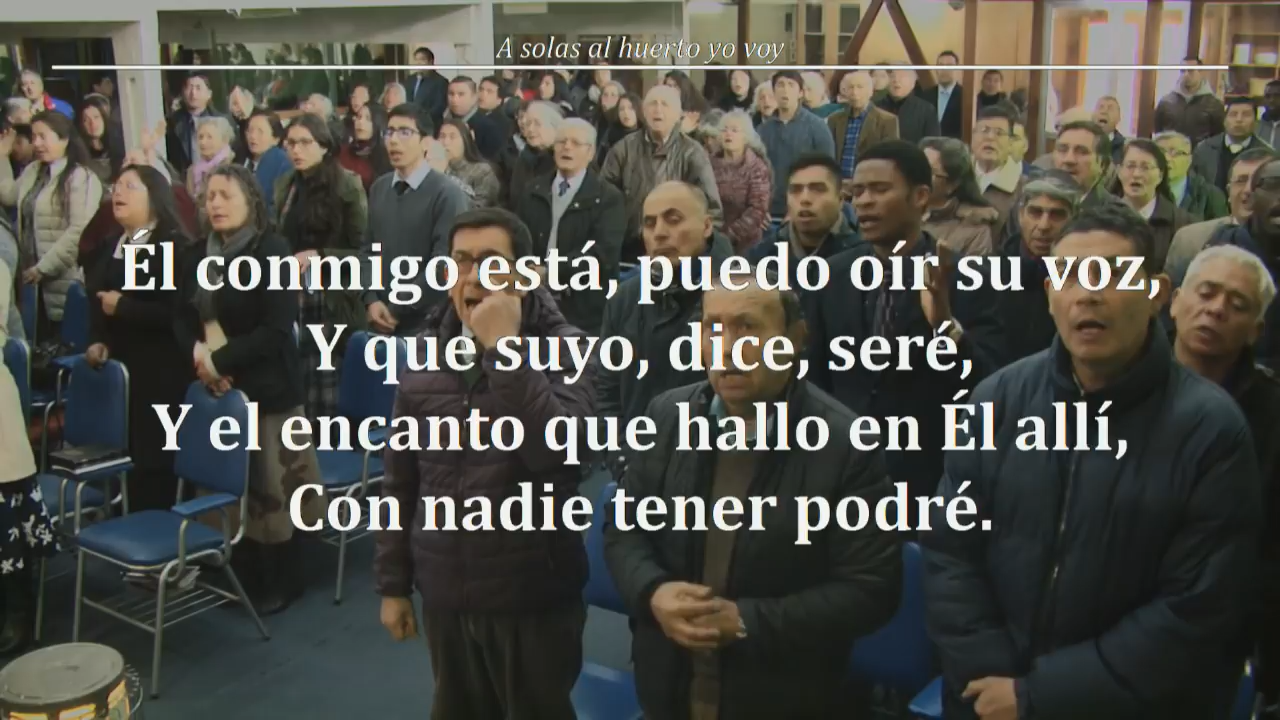 A solas al huerto yo voy
Él conmigo está, puedo oír su voz,
Y que suyo, dice, seré,
Y el encanto que hallo en Él allí,
Con nadie tener podré.